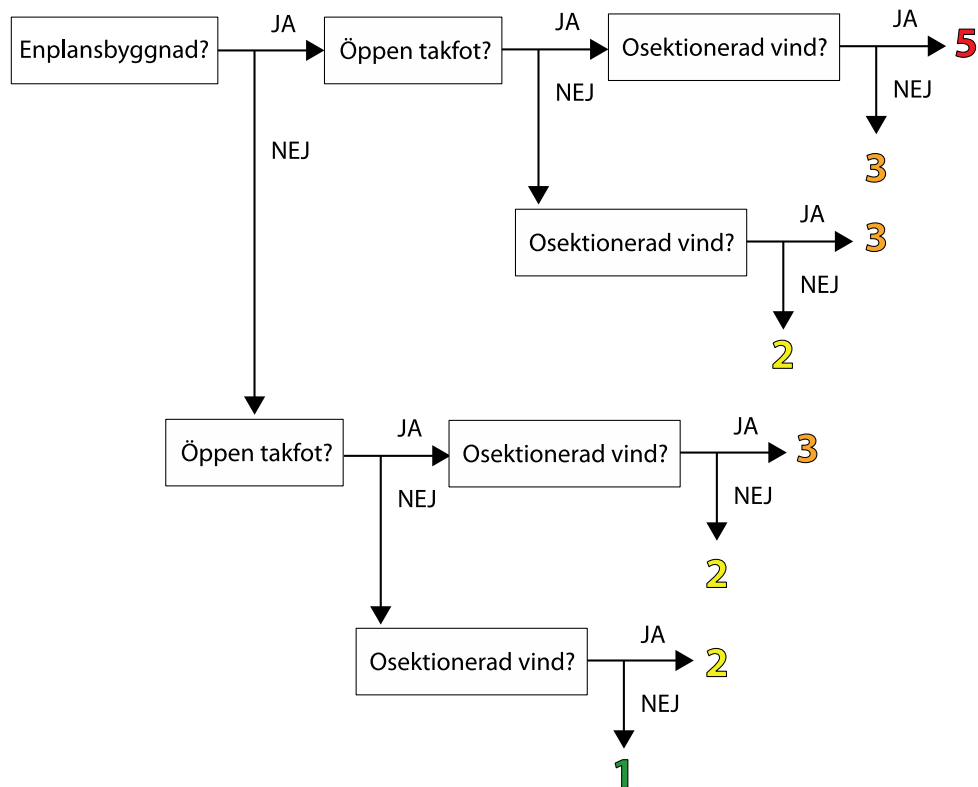 JA
JA
JA
Enplansbyggnad?
Öppen takfot?
Osektionerad vind?
5
NEJ
NEJ
NEJ
3
JA
Osektionerad vind?
3
NEJ
2
JA
JA
Öppen takfot?
Osektionerad vind?
3
NEJ
NEJ
2
JA
Osektionerad vind?
2
NEJ
1